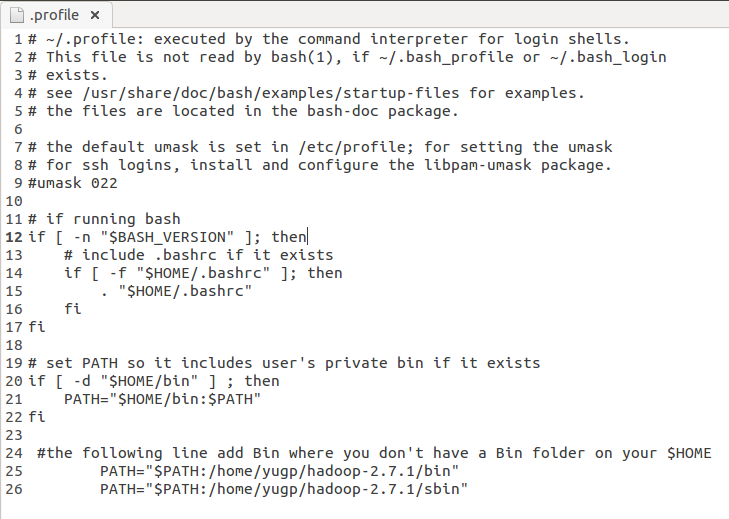 .profile ×
1 # ~/.profile: executed by the command interpreter for login shells.
2 # This file is not read by bash(1), if ~/.bash_profile or ~/.bash_login
3 # exists.
4 # see /usr/share/doc/bash/examples/startup-files for examples.
5 # the files are located in the bash-doc package.
6
7 # the default umask is set in /etc/profile; for setting the umask
8 # for ssh logins, install and configure the libpam-umask package.
9 #umask 022
10
11 # if running bash
12 if [ -n "$BASH_VERSION" ]; then
13     # include .bashrc if it exists
14     if [ -f "$HOME/.bashrc" ]; then
15         . "$HOME/.bashrc"
16     fi
17 fi
18
19 # set PATH so it includes user's private bin if it exists
20 if [ -d "$HOME/bin" ] ; then
21     PATH="$HOME/bin:$PATH"
22 fi
23
24  #the following line add Bin where you don't have a Bin folder on your $HOME
25         PATH="$PATH:/home/yugp/hadoop-2.7.1/bin"
26         PATH="$PATH:/home/yugp/hadoop-2.7.1/sbin"